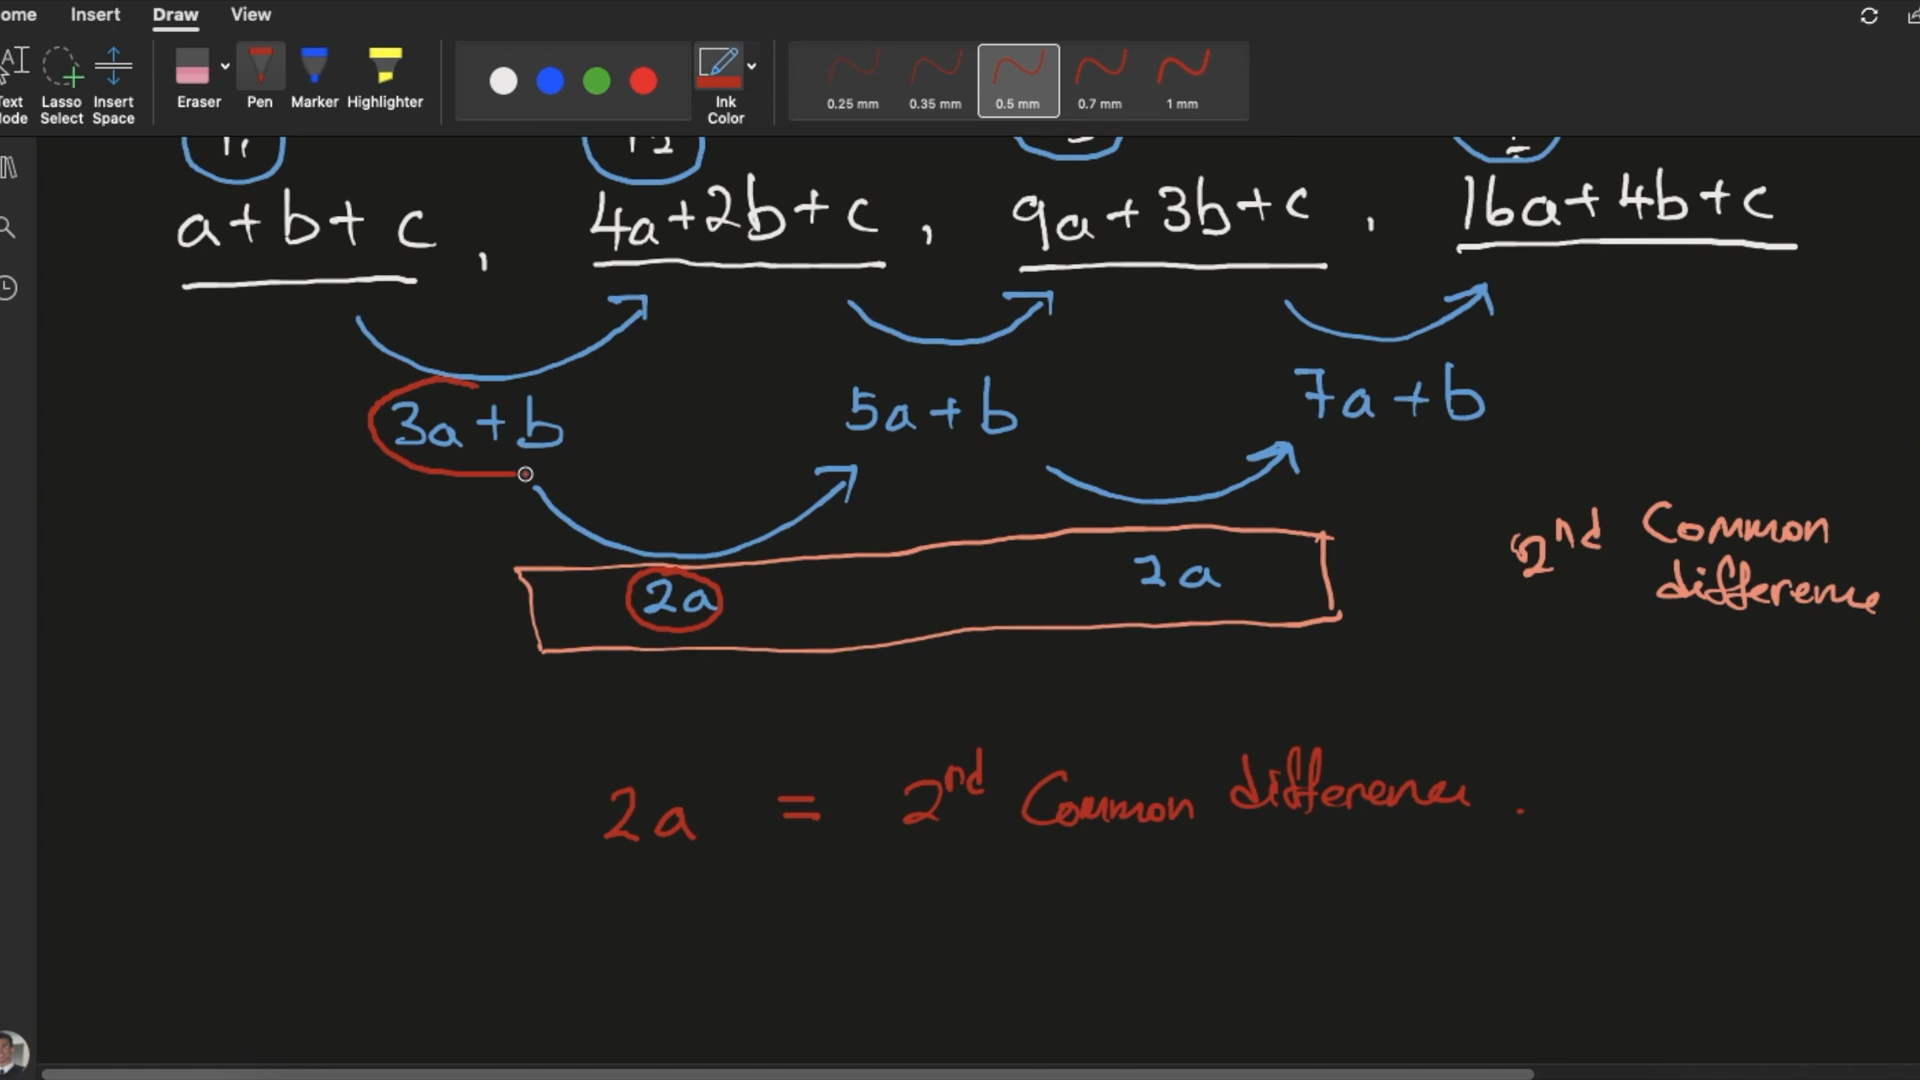 Insert Draw View
Eraser Pen Marker Highlighter
Lasso Select
Insert Space
Ink Color
0.25 mm 0.35 mm 0.5 mm 0.7 mm 1 mm
a+b+c , 4a+2b+c , 9a+3b+c , 16a+4b+c
3a+b 5a+b 7a+b
2a 2a
2nd Common
difference
2a = 2nd Common difference .